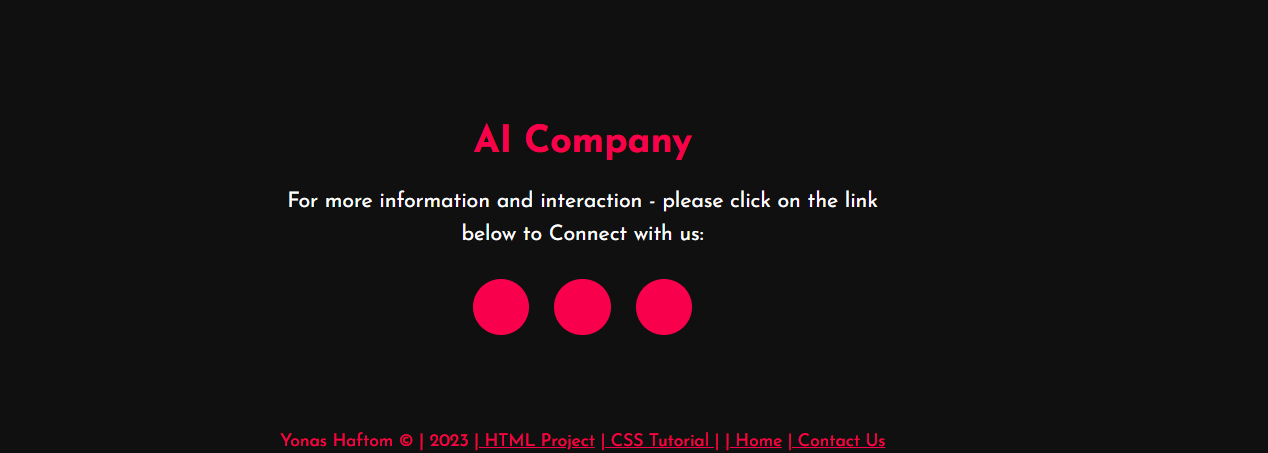 AI Company
For more information and interaction - please click on the link
below to Connect with us:
Yonas Haftom © | 2023 | HTML Project | CSS Tutorial | | Home | Contact Us